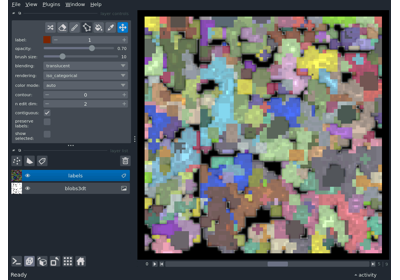 File View Plugins Window Help
label: 1
opacity: 0.70
brush size: 10
blending: translucent
rendering: iso_categorical
color mode: auto
contour: 0
n edit dim: 2
contiguous:
preserve
labels:
show
selected:
labels
blobs3dt
Ready
activity